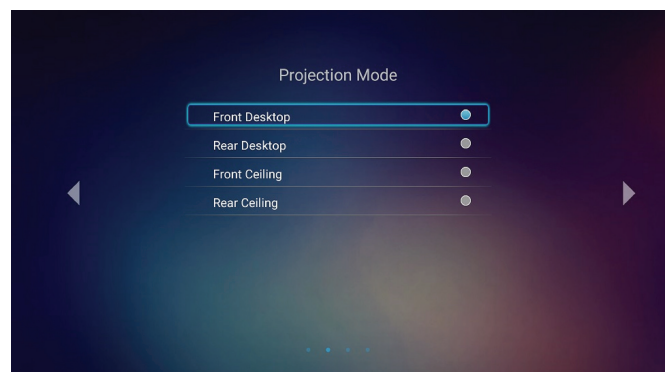 Projection Mode
Front Desktop
Rear Desktop
Front Ceiling
Rear Ceiling